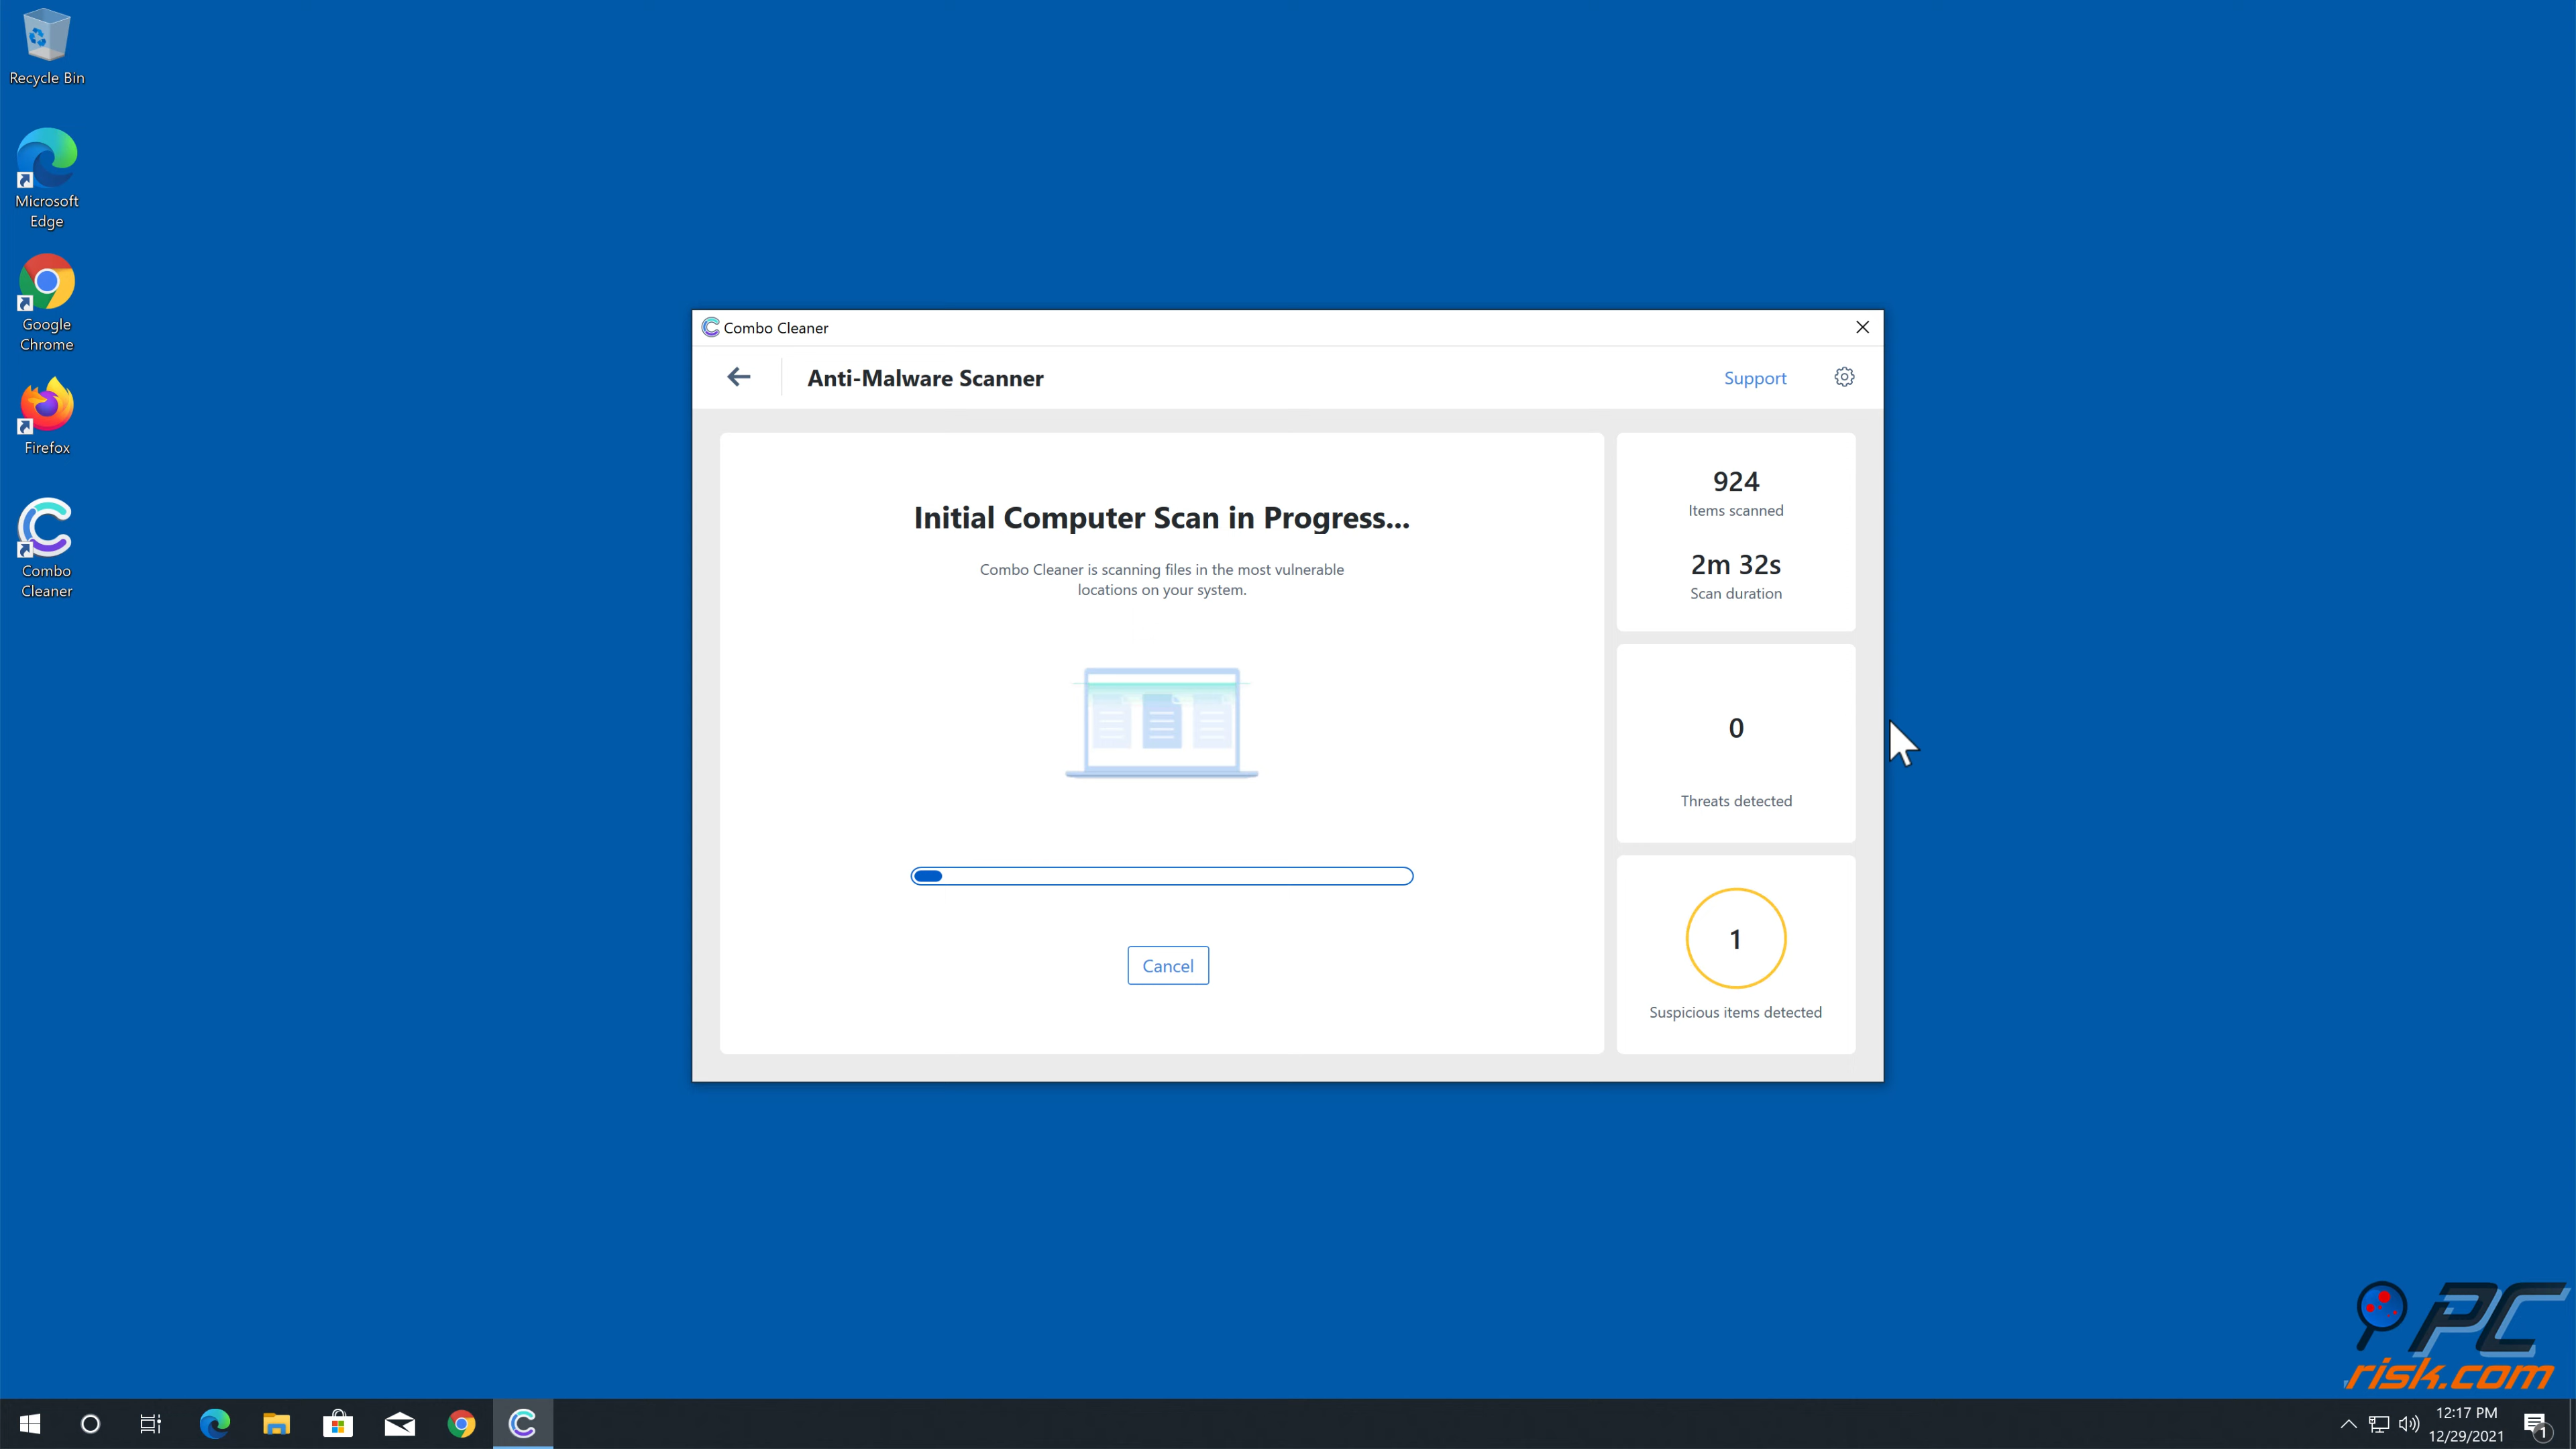 Recycle Bin
Microsoft
Edge
Google
Chrome
Firefox
Combo
Cleaner
Combo Cleaner
Anti-Malware Scanner
Support
Initial Computer Scan in Progress...
Combo Cleaner is scanning files in the most vulnerable
locations on your system.
Cancel
924
Items scanned
2m 32s
Scan duration
0
Threats detected
1
Suspicious items detected
PC
risk.com
12:17 PM
12/29/2021
1